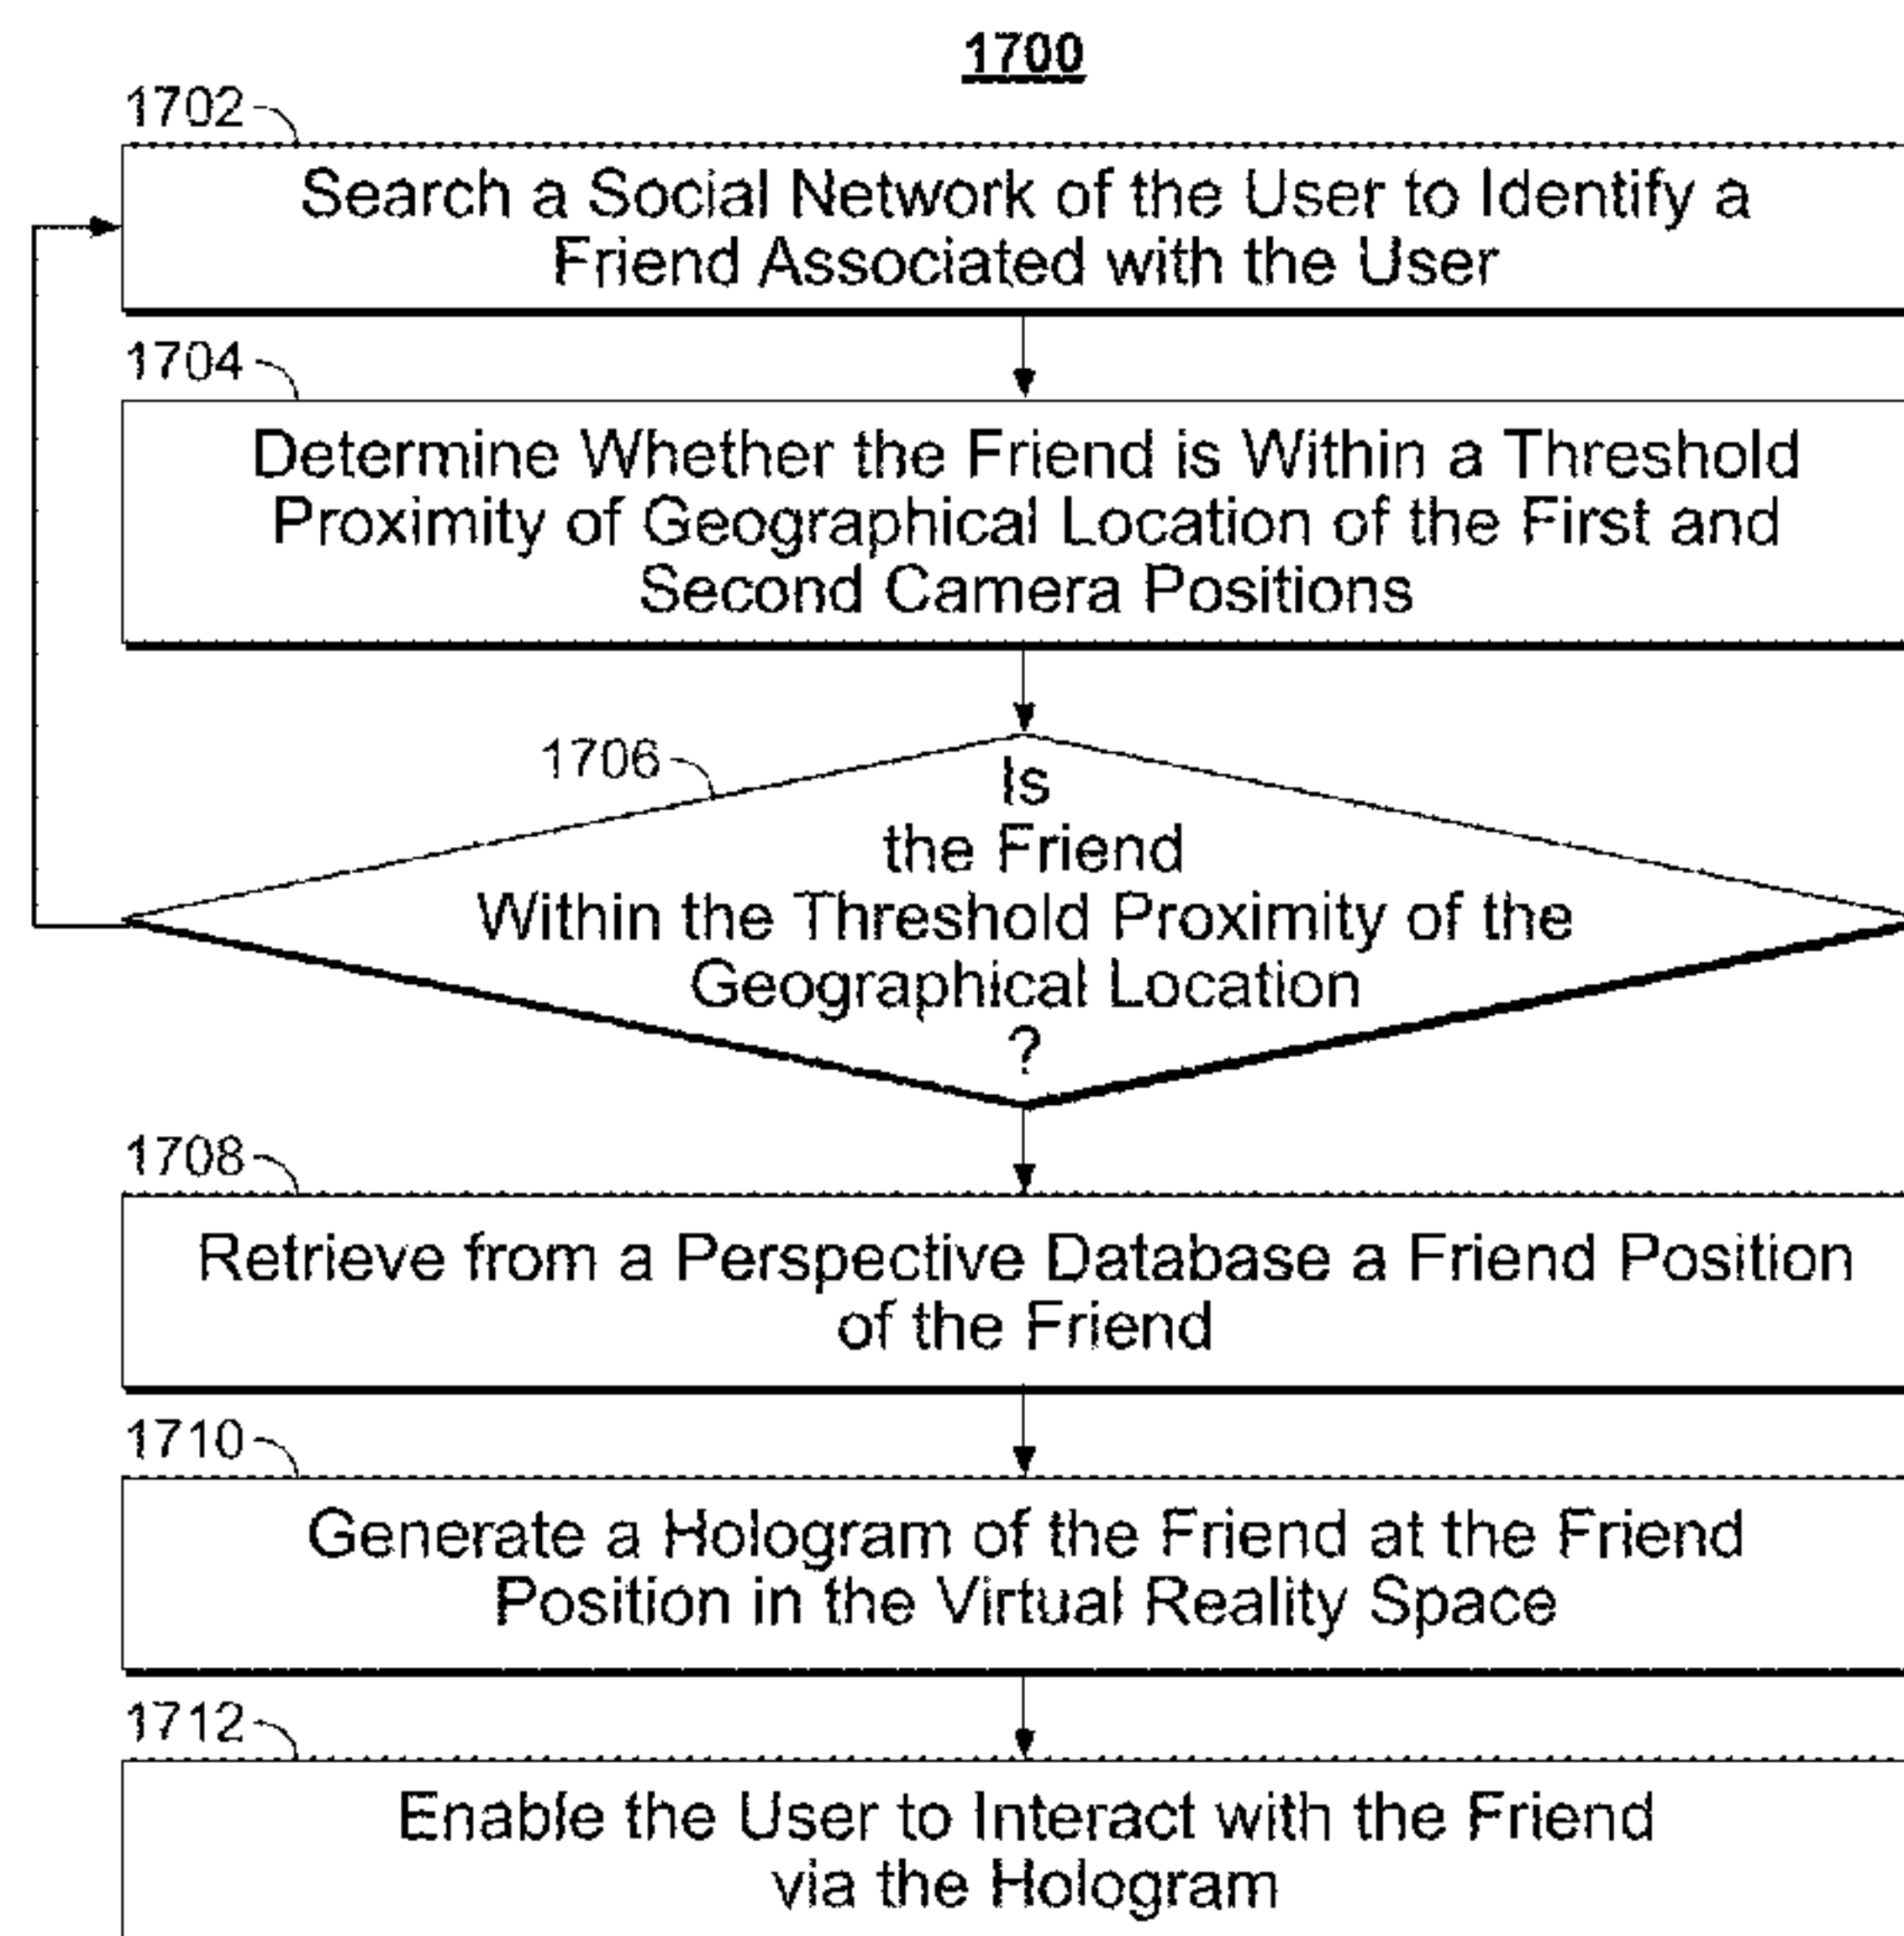 1700
1702
Search a Social Network of the User to Identify a
Friend Associated with the User
1704
Determine Whether the Friend is Within a Threshold
Proximity of Geographical Location of the First and
Second Camera Positions
1706
Is
the Friend
Within the Threshold Proximity of the
Geographical Location
?
1708
Retrieve from a Perspective Database a Friend Position
of the Friend
1710
Generate a Hologram of the Friend at the Friend
Position in the Virtual Reality Space
1712
Enable the User to Interact with the Friend
via the Hologram